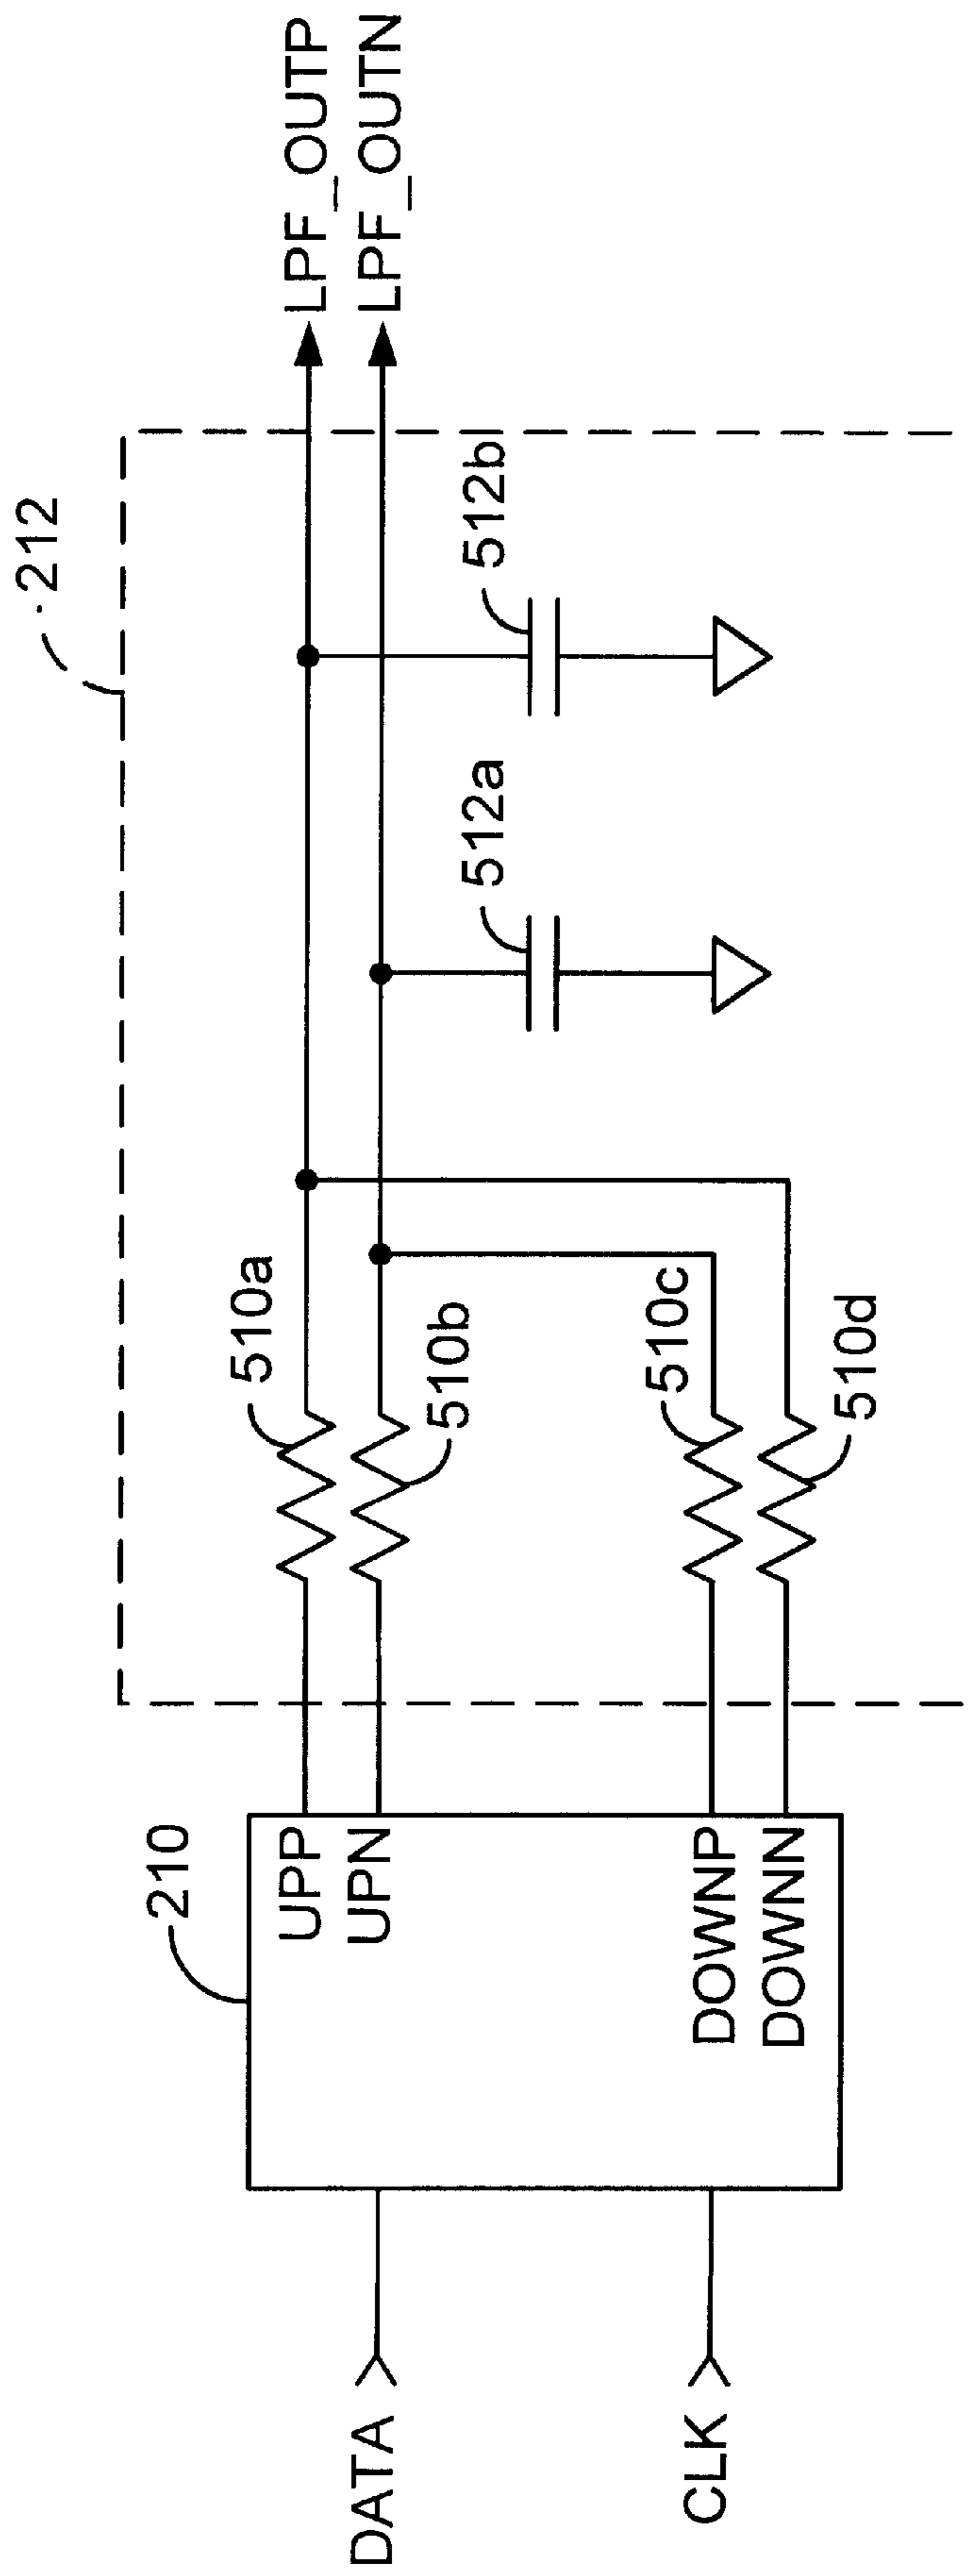 212
LPF_OUTP
LPF_OUTN
210
510a
UPP
UPN
510b
512a
512b
510c
DATA
CLK
DOWNP
DOWNN
510d